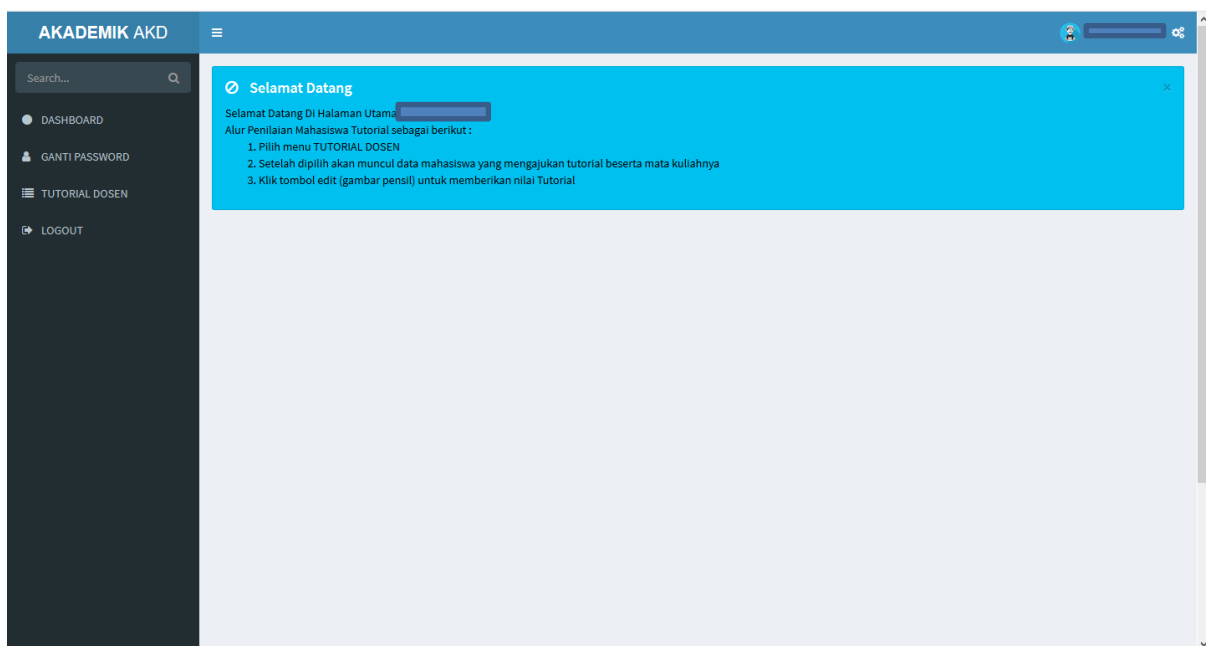 AKADEMIK AKD
Search...
DASHBOARD
GANTI PASSWORD
TUTORIAL DOSEN
LOGOUT
Selamat Datang
Selamat Datang Di Halaman Utama
Alur Penilaian Mahasiswa Tutorial sebagai berikut :
1. Pilih menu TUTORIAL DOSEN
2. Setelah dipilih akan muncul data mahasiswa yang mengajukan tutorial beserta mata kuliahnya
3. Klik tombol edit (gambar pensil) untuk memberikan nilai Tutorial